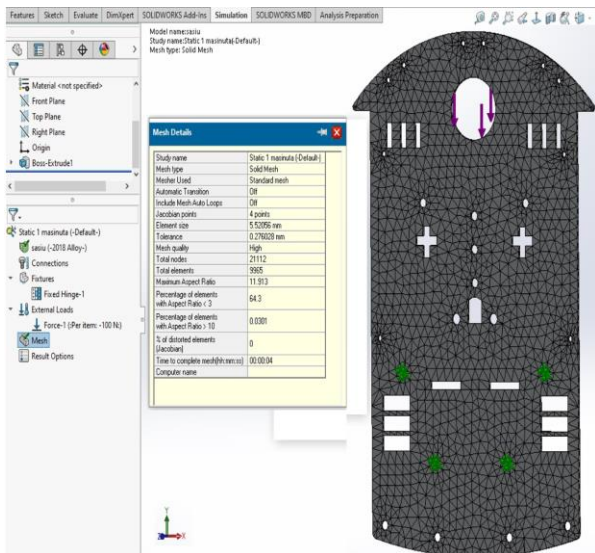 Features Sketch Evaluate DimXpert SOLIDWORKS Add-Ins Simulation SOLIDWORKS MBD Analysis Preparation
Model name:sasiu
Study name:Static 1 masinuta(-Default-)
Mesh type: Solid Mesh
Material <not specified>
Front Plane
Top Plane
Right Plane
Origin
Boss-Extrude1
Static 1 masinuta (-Default-)
sasiu (-2018 Alloy-)
Connections
Fixtures
Fixed Hinge-1
External Loads
Force-1 (:Per item: -100 N:)
Mesh
Result Options
Mesh Details
Study name Static 1 masinuta (-Default-)
Mesh type Solid Mesh
Mesher Used Standard mesh
Automatic Transition Off
Include Mesh Auto Loops Off
Jacobian points 4 points
Element size 5.52056 mm
Tolerance 0.276028 mm
Mesh quality High
Total nodes 21112
Total elements 9965
Maximum Aspect Ratio 11.913
Percentage of elements
with Aspect Ratio < 3 64.3
Percentage of elements
with Aspect Ratio > 10 0.0301
% of distorted elements
(Jacobian) 0
Time to complete mesh(hh:mm:ss) 00:00:04
Computer name
Y
X